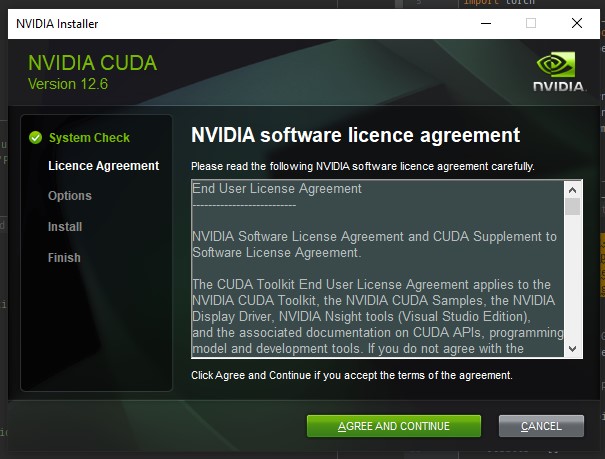 import torch
NVIDIA Installer
NVIDIA CUDA
Version 12.6
NVIDIA.
System Check
Licence Agreement
Options
Install
Finish
NVIDIA software licence agreement
Please read the following NVIDIA software licence agreement carefully.
End User License Agreement
--------------------------
NVIDIA Software License Agreement and CUDA Supplement to
Software License Agreement.
The CUDA Toolkit End User License Agreement applies to the
NVIDIA CUDA Toolkit, the NVIDIA CUDA Samples, the NVIDIA
Display Driver, NVIDIA Nsight tools (Visual Studio Edition),
and the associated documentation on CUDA APIs, programming
model and development tools. If you do not agree with the
Click Agree and Continue if you accept the terms of the agreement.
AGREE AND CONTINUE
CANCEL